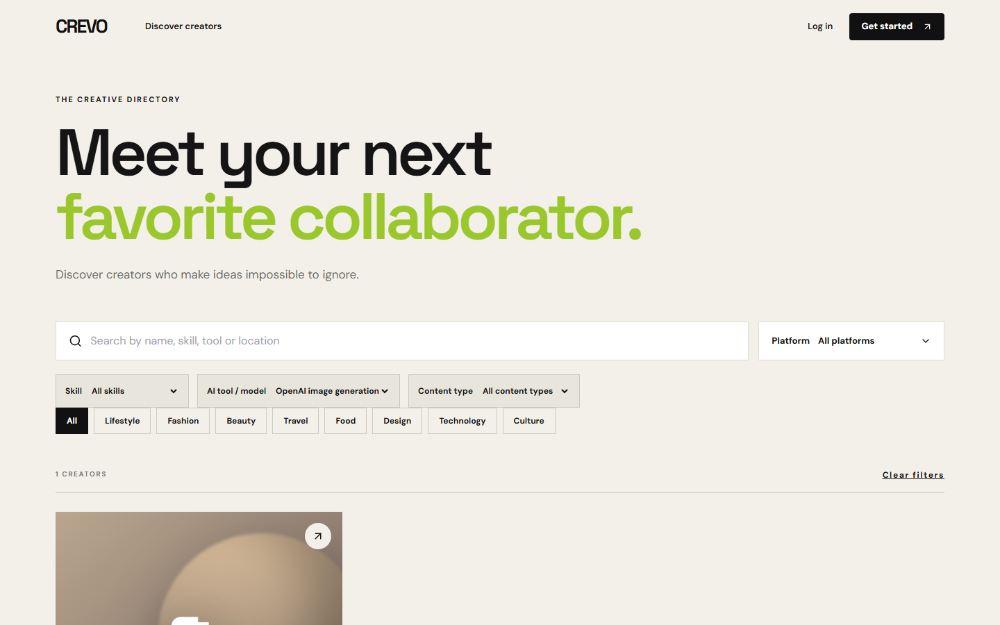 CREVO Discover creators Log in Get started
THE CREATIVE DIRECTORY
Meet your next
favorite collaborator.
Discover creators who make ideas impossible to ignore.
Search by name, skill, tool or location Platform All platforms
Skill All skills AI tool / model OpenAI image generation Content type All content types
All Lifestyle Fashion Beauty Travel Food Design Technology Culture
1 CREATORS Clear filters